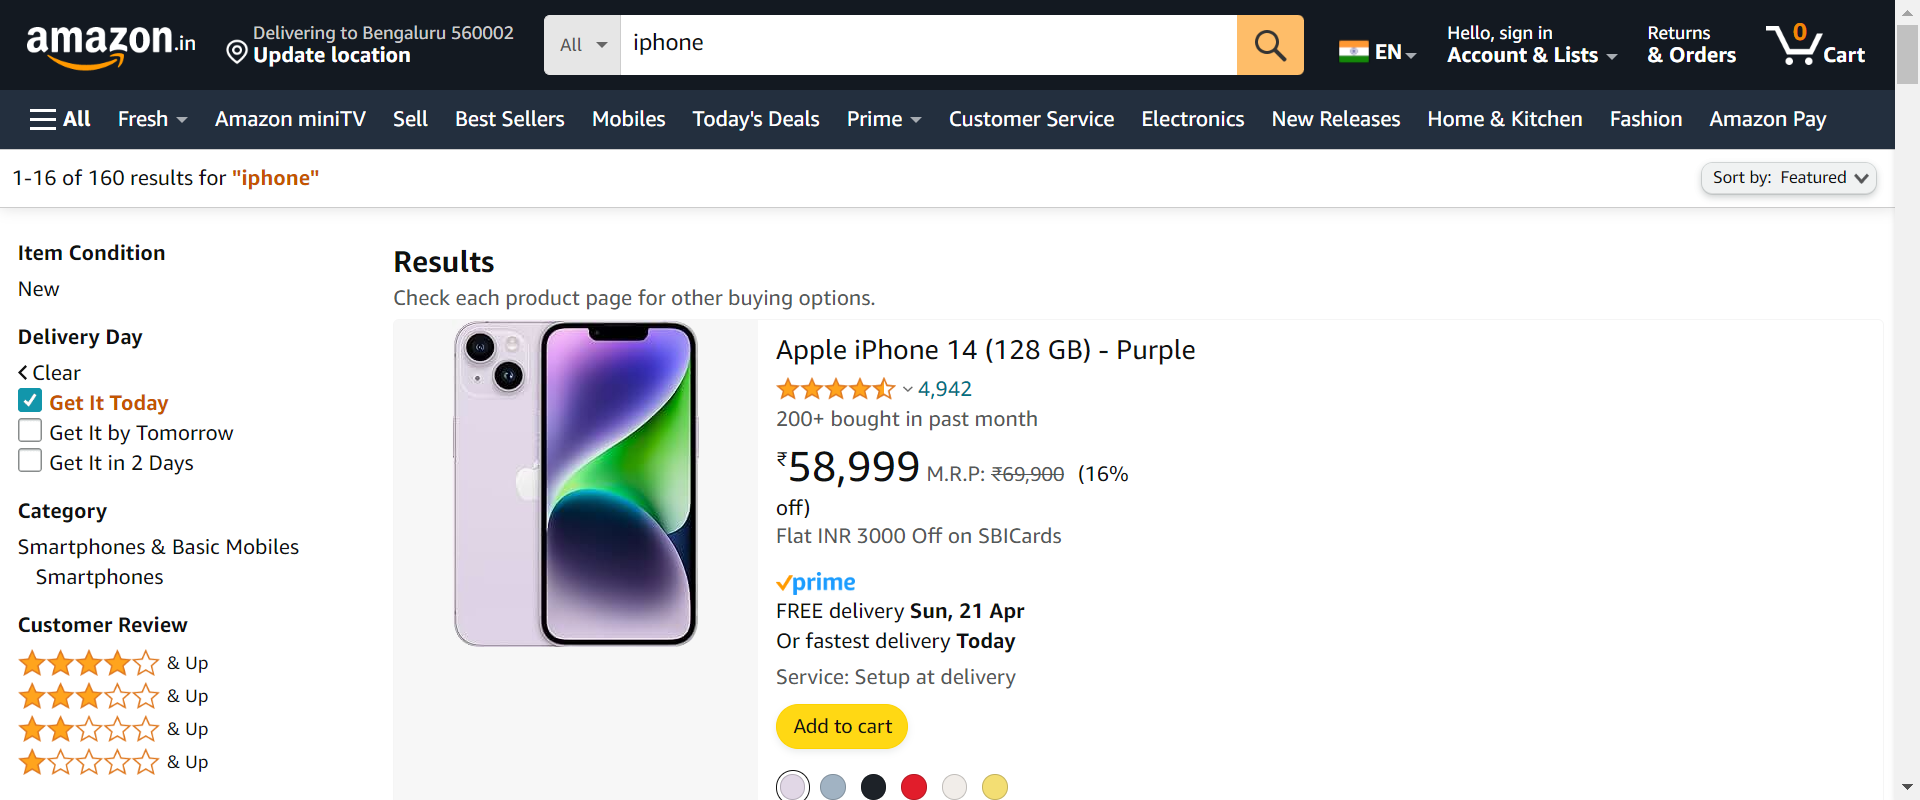 amazon.in
Delivering to Bengaluru 560002
Update location
All
iphone
EN
Hello, sign in
Account & Lists
Returns
& Orders
0
Cart
All
Fresh
Amazon miniTV
Sell
Best Sellers
Mobiles
Today's Deals
Prime
Customer Service
Electronics
New Releases
Home & Kitchen
Fashion
Amazon Pay
1-16 of 160 results for "iphone"
Sort by: Featured
Item Condition
New
Delivery Day
Clear
Get It Today
Get It by Tomorrow
Get It in 2 Days
Category
Smartphones & Basic Mobiles
Smartphones
Customer Review
& Up
& Up
& Up
& Up
Results
Check each product page for other buying options.
Apple iPhone 14 (128 GB) - Purple
4,942
200+ bought in past month
₹58,999 M.R.P: ₹69,900 (16%
off)
Flat INR 3000 Off on SBICards
prime
FREE delivery Sun, 21 Apr
Or fastest delivery Today
Service: Setup at delivery
Add to cart